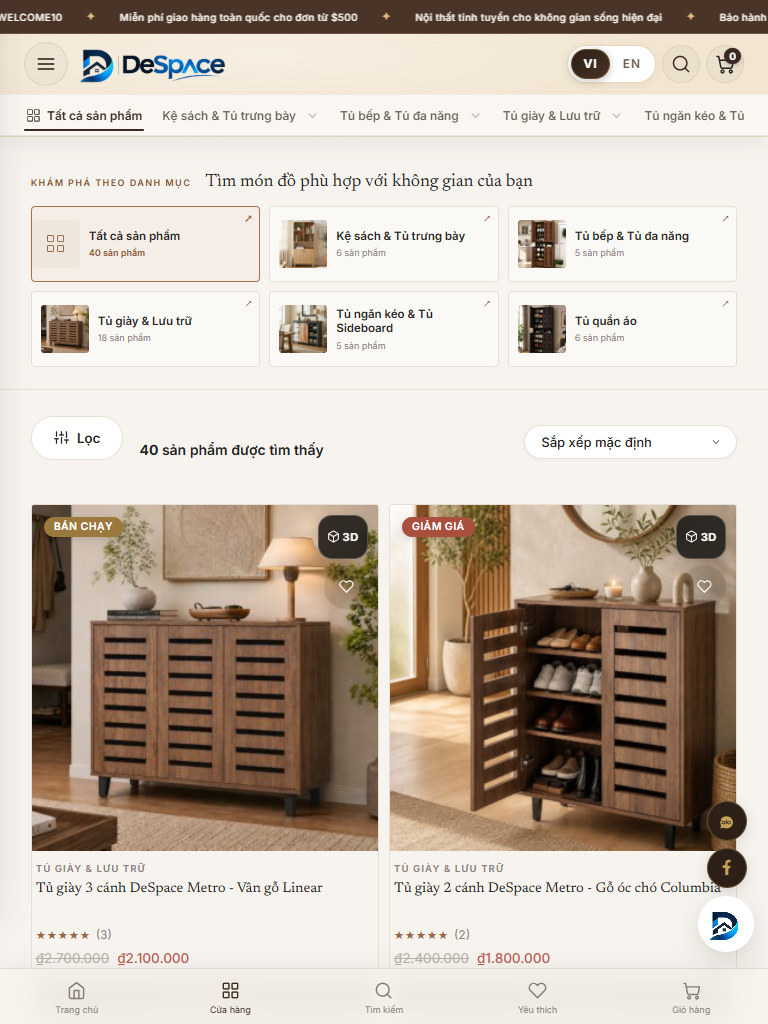 WELCOME10 ✦ Miễn phí giao hàng toàn quốc cho đơn từ $500 ✦ Nội thất tinh tuyển cho không gian sống hiện đại ✦ Bảo hành
DeSpace
VI EN
0
Tất cả sản phẩm
Kệ sách & Tủ trưng bày
Tủ bếp & Tủ đa năng
Tủ giày & Lưu trữ
Tủ ngăn kéo & Tủ
KHÁM PHÁ THEO DANH MỤC
Tìm món đồ phù hợp với không gian của bạn
Tất cả sản phẩm
40 sản phẩm
Kệ sách & Tủ trưng bày
6 sản phẩm
Tủ bếp & Tủ đa năng
5 sản phẩm
Tủ giày & Lưu trữ
18 sản phẩm
Tủ ngăn kéo & Tủ
Sideboard
5 sản phẩm
Tủ quần áo
6 sản phẩm
Lọc
40 sản phẩm được tìm thấy
Sắp xếp mặc định
BÁN CHẠY
3D
GIẢM GIÁ
3D
TỦ GIÀY & LƯU TRỮ
Tủ giày 3 cánh DeSpace Metro - Vân gỗ Linear
★★★★★ (3)
₫2.700.000 ₫2.100.000
TỦ GIÀY & LƯU TRỮ
Tủ giày 2 cánh DeSpace Metro - Gỗ óc chó Columbia
★★★★★ (2)
₫2.400.000 ₫1.800.000
Zalo
Trang chủ
Cửa hàng
Tìm kiếm
Yêu thích
Giỏ hàng